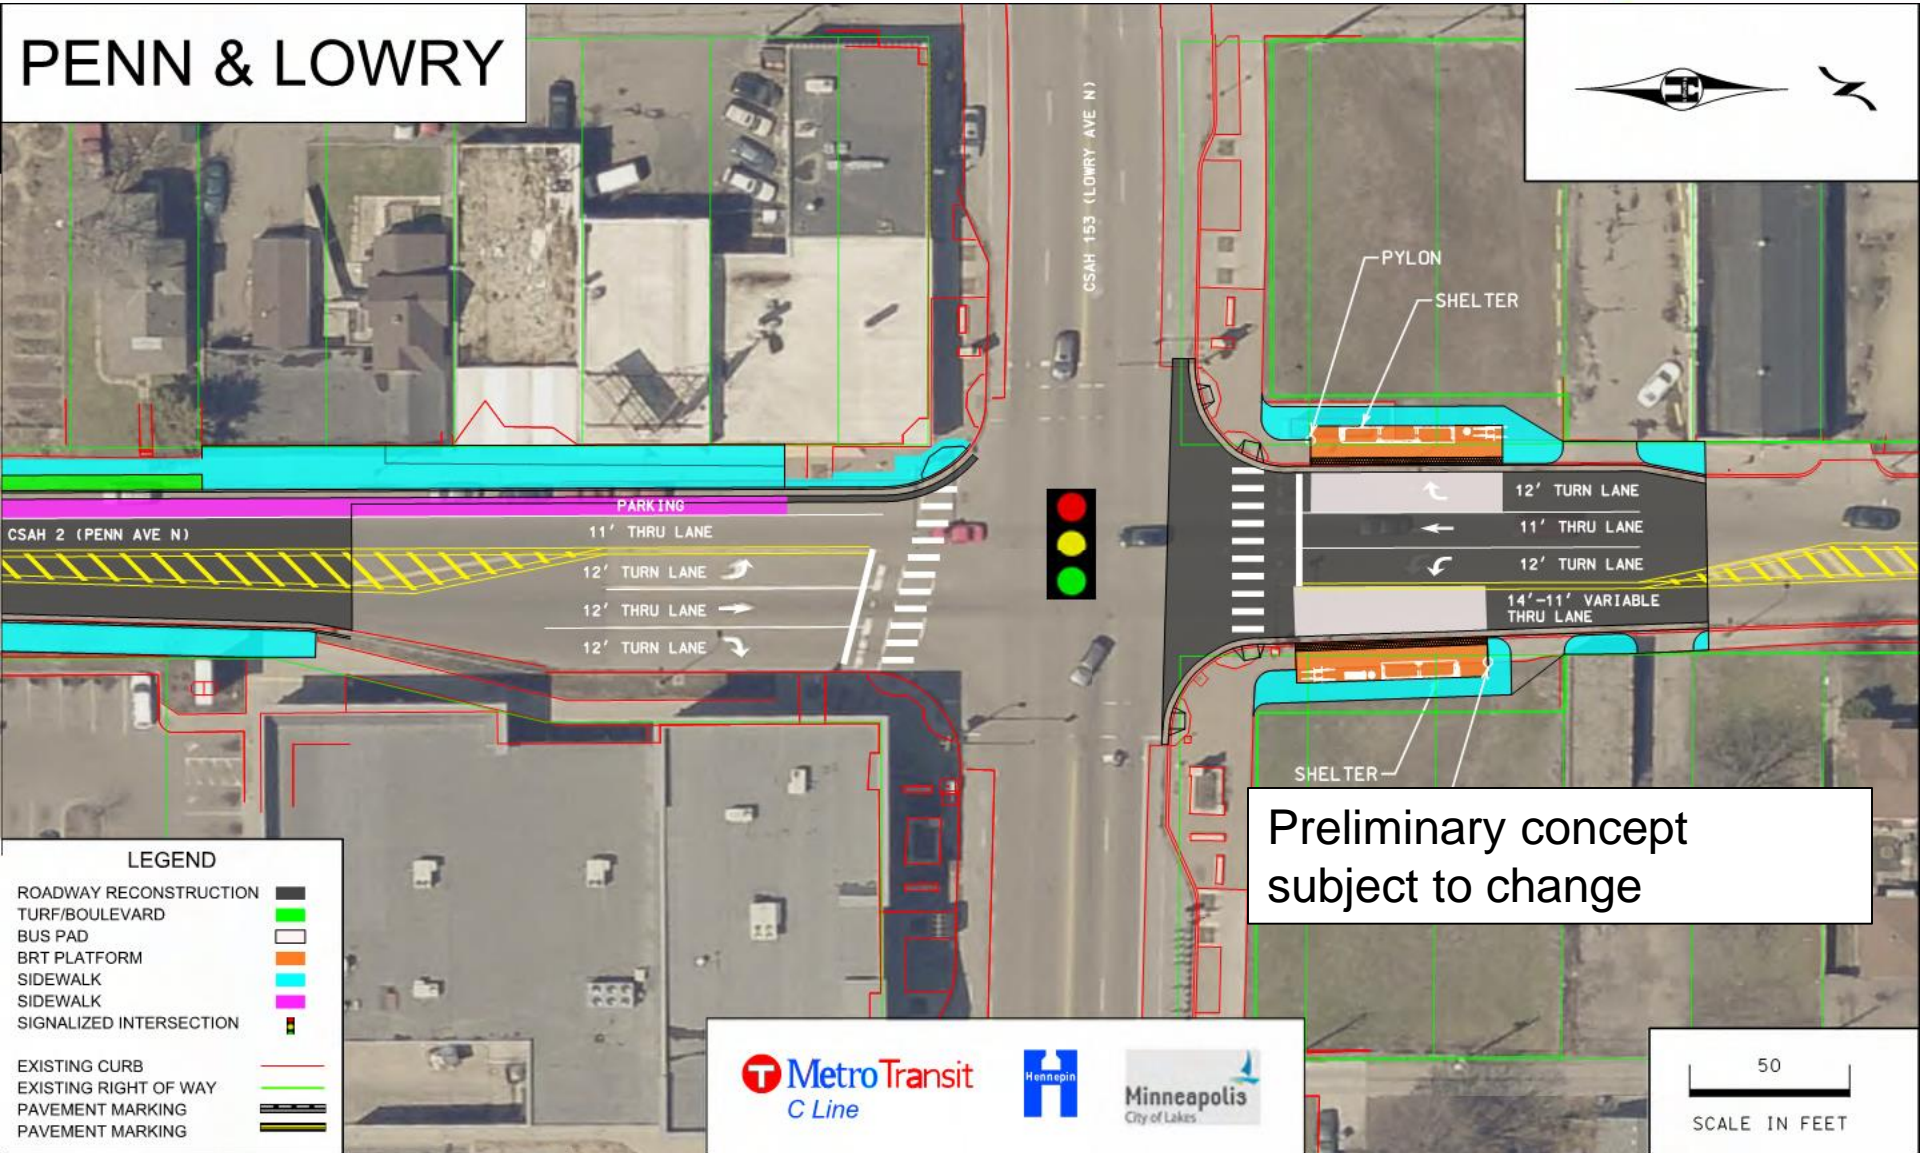 PENN & LOWRY
CSAH 153 (LOWRY AVE N)
PYLON
SHELTER
CSAH 2 (PENN AVE N)
PARKING
11' THRU LANE
12' TURN LANE
12' THRU LANE
12' TURN LANE
12' TURN LANE
11' THRU LANE
12' TURN LANE
14'-11' VARIABLE
THRU LANE
SHELTER
Preliminary concept
subject to change
LEGEND
ROADWAY RECONSTRUCTION
TURF/BOULEVARD
BUS PAD
BRT PLATFORM
SIDEWALK
SIDEWALK
SIGNALIZED INTERSECTION
EXISTING CURB
EXISTING RIGHT OF WAY
PAVEMENT MARKING
PAVEMENT MARKING
T MetroTransit
C Line
Hennepin
Minneapolis
City of Lakes
50
SCALE IN FEET